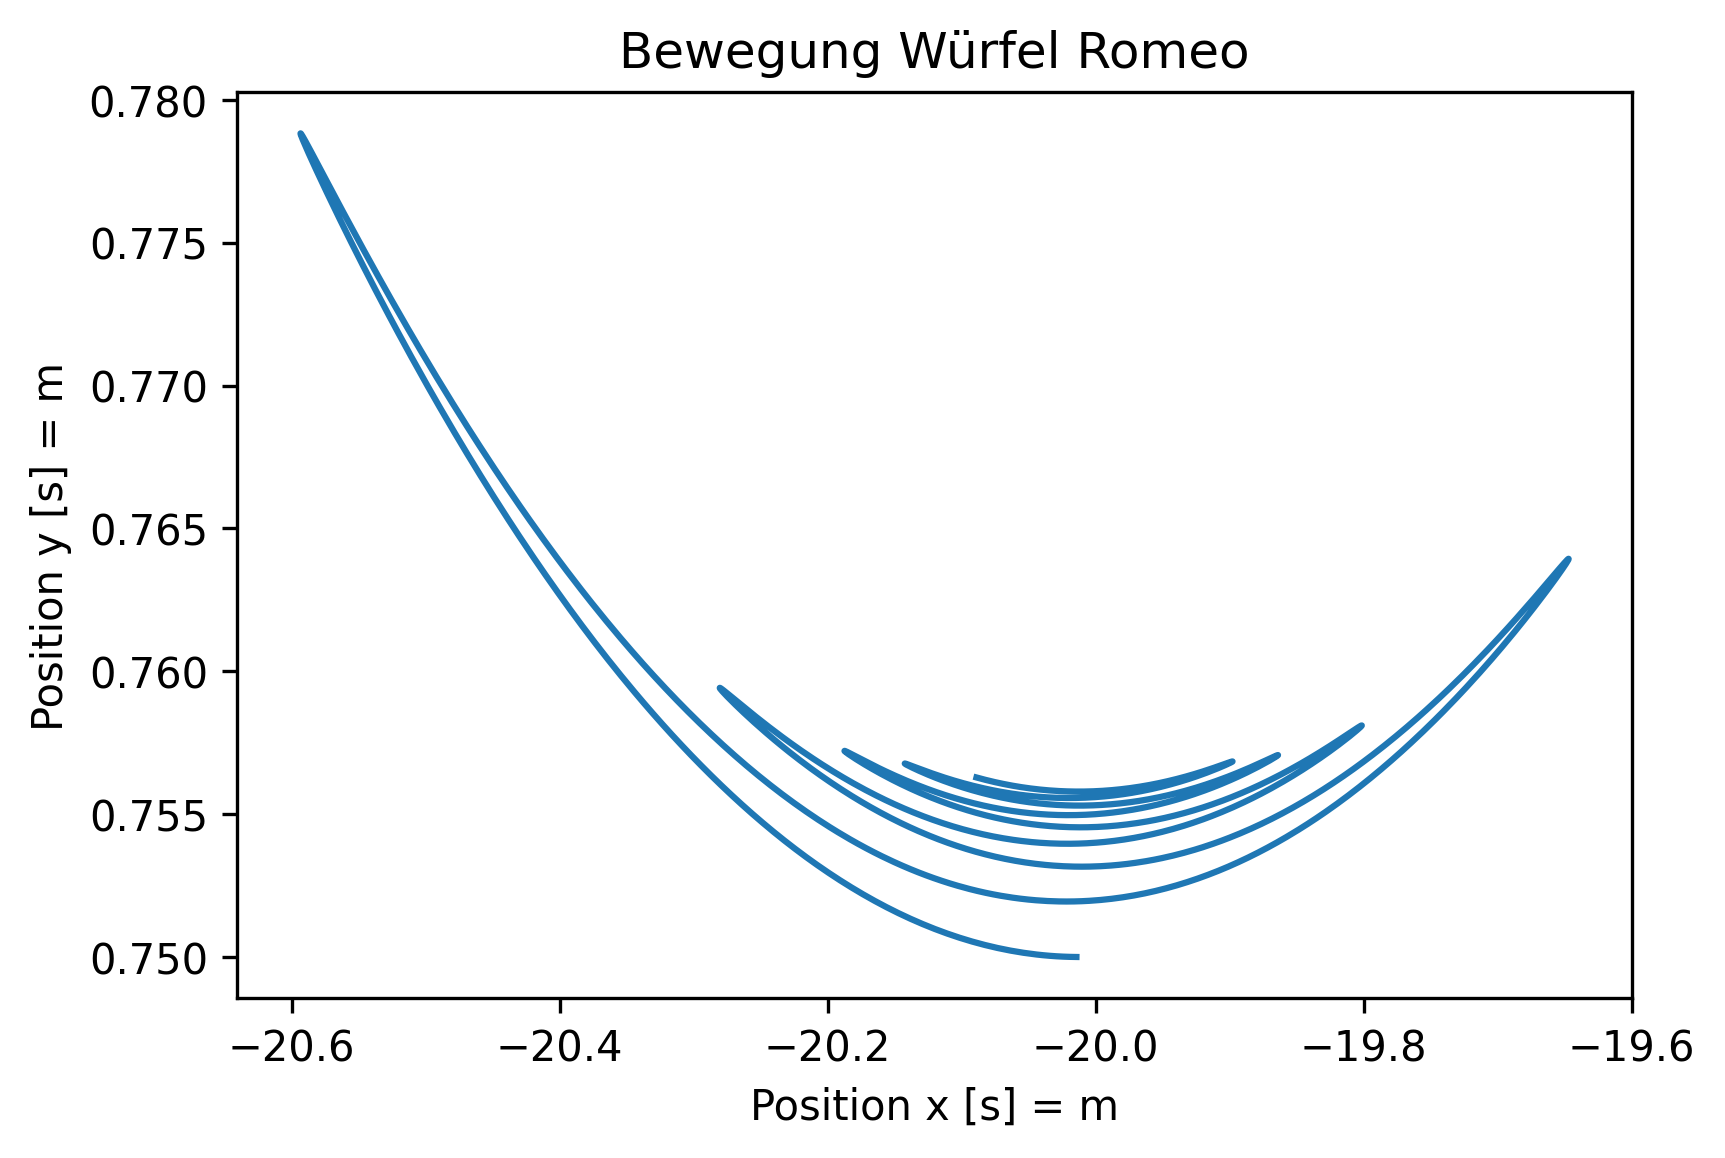 Bewegung Würfel Romeo
0.780
0.775
0.770
0.765
0.760
0.755
0.750
Position y [s] = m
−20.6 −20.4 −20.2 −20.0 −19.8 −19.6
Position x [s] = m